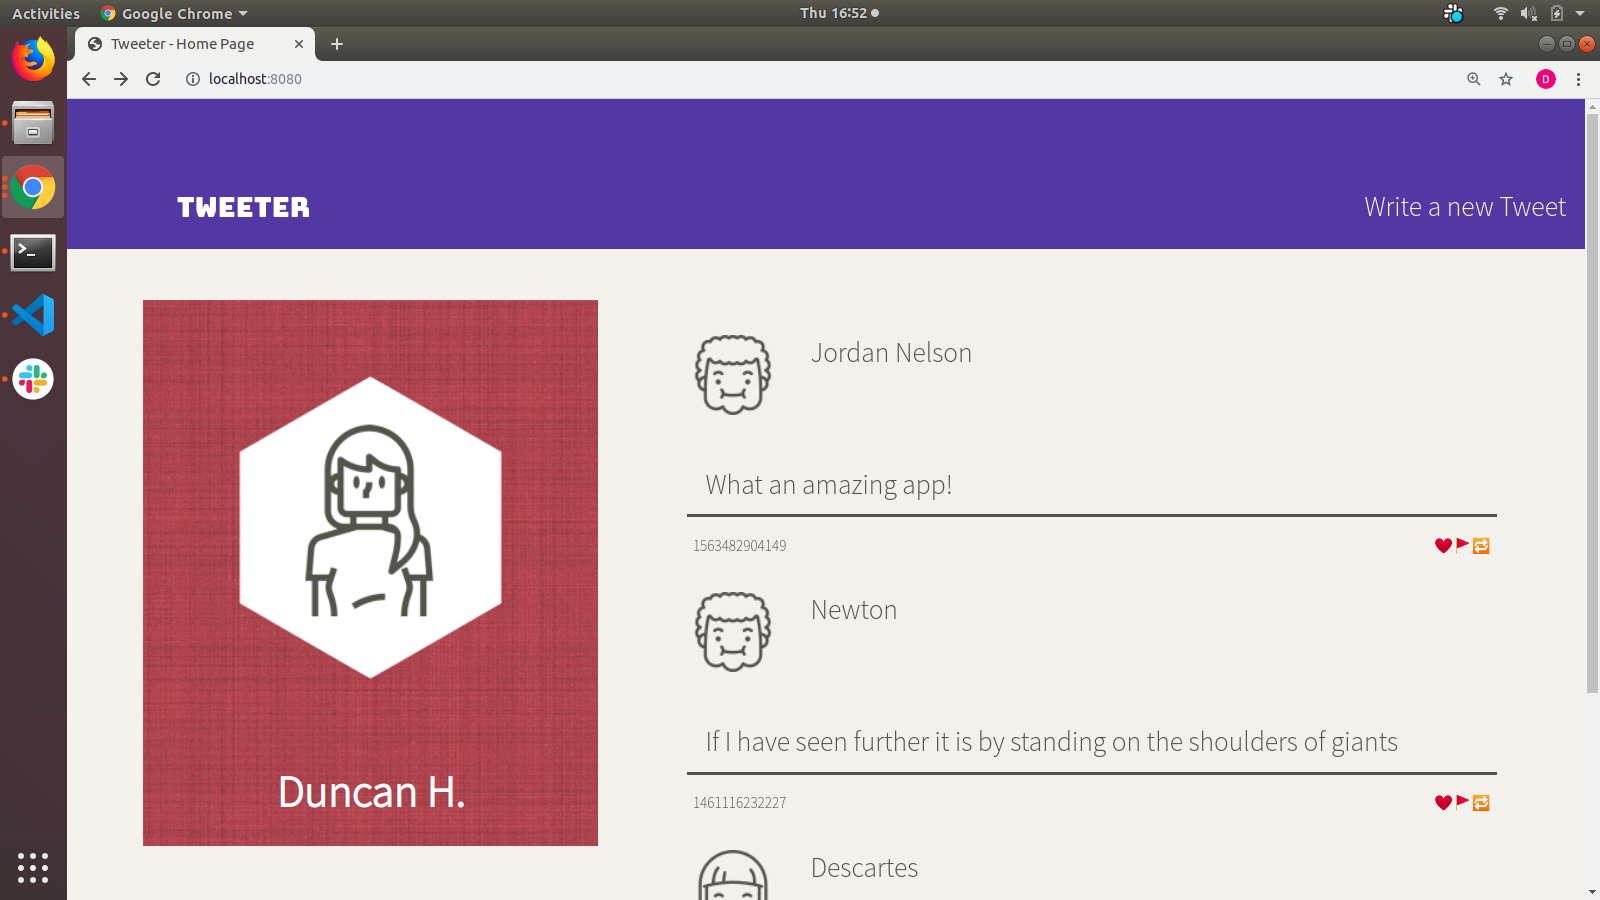 Activities
Google Chrome
Thu 16:52
Tweeter - Home Page
localhost:8080
D
TWEETER
Write a new Tweet
Duncan H.
Jordan Nelson
What an amazing app!
1563482904149
Newton
If I have seen further it is by standing on the shoulders of giants
1461116232227
Descartes